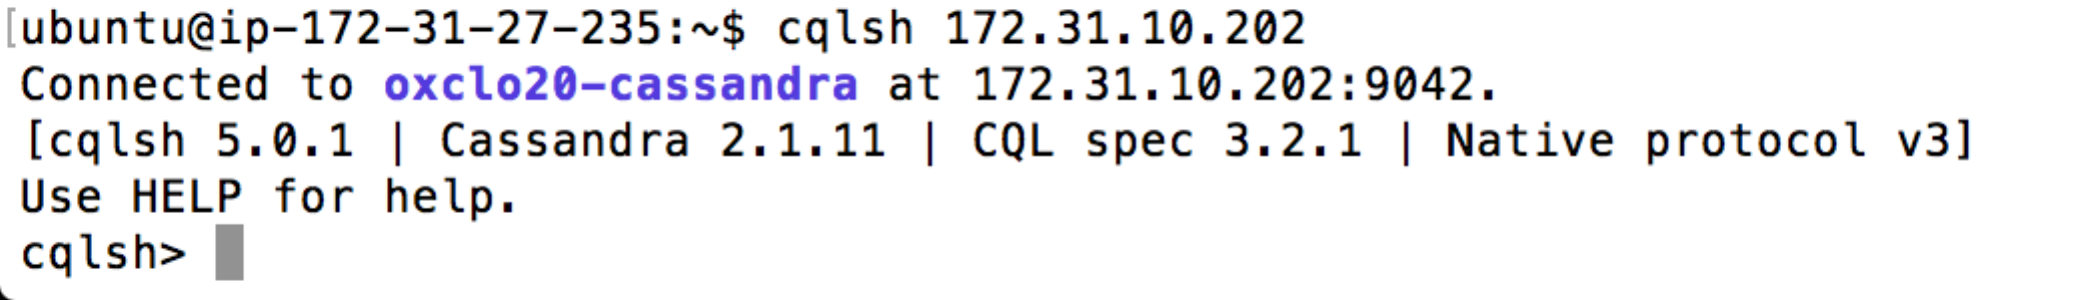 [ubuntu@ip-172-31-27-235:~$ cqlsh 172.31.10.202
Connected to oxclo20-cassandra at 172.31.10.202:9042.
[cqlsh 5.0.1 | Cassandra 2.1.11 | CQL spec 3.2.1 | Native protocol v3]
Use HELP for help.
cqlsh>